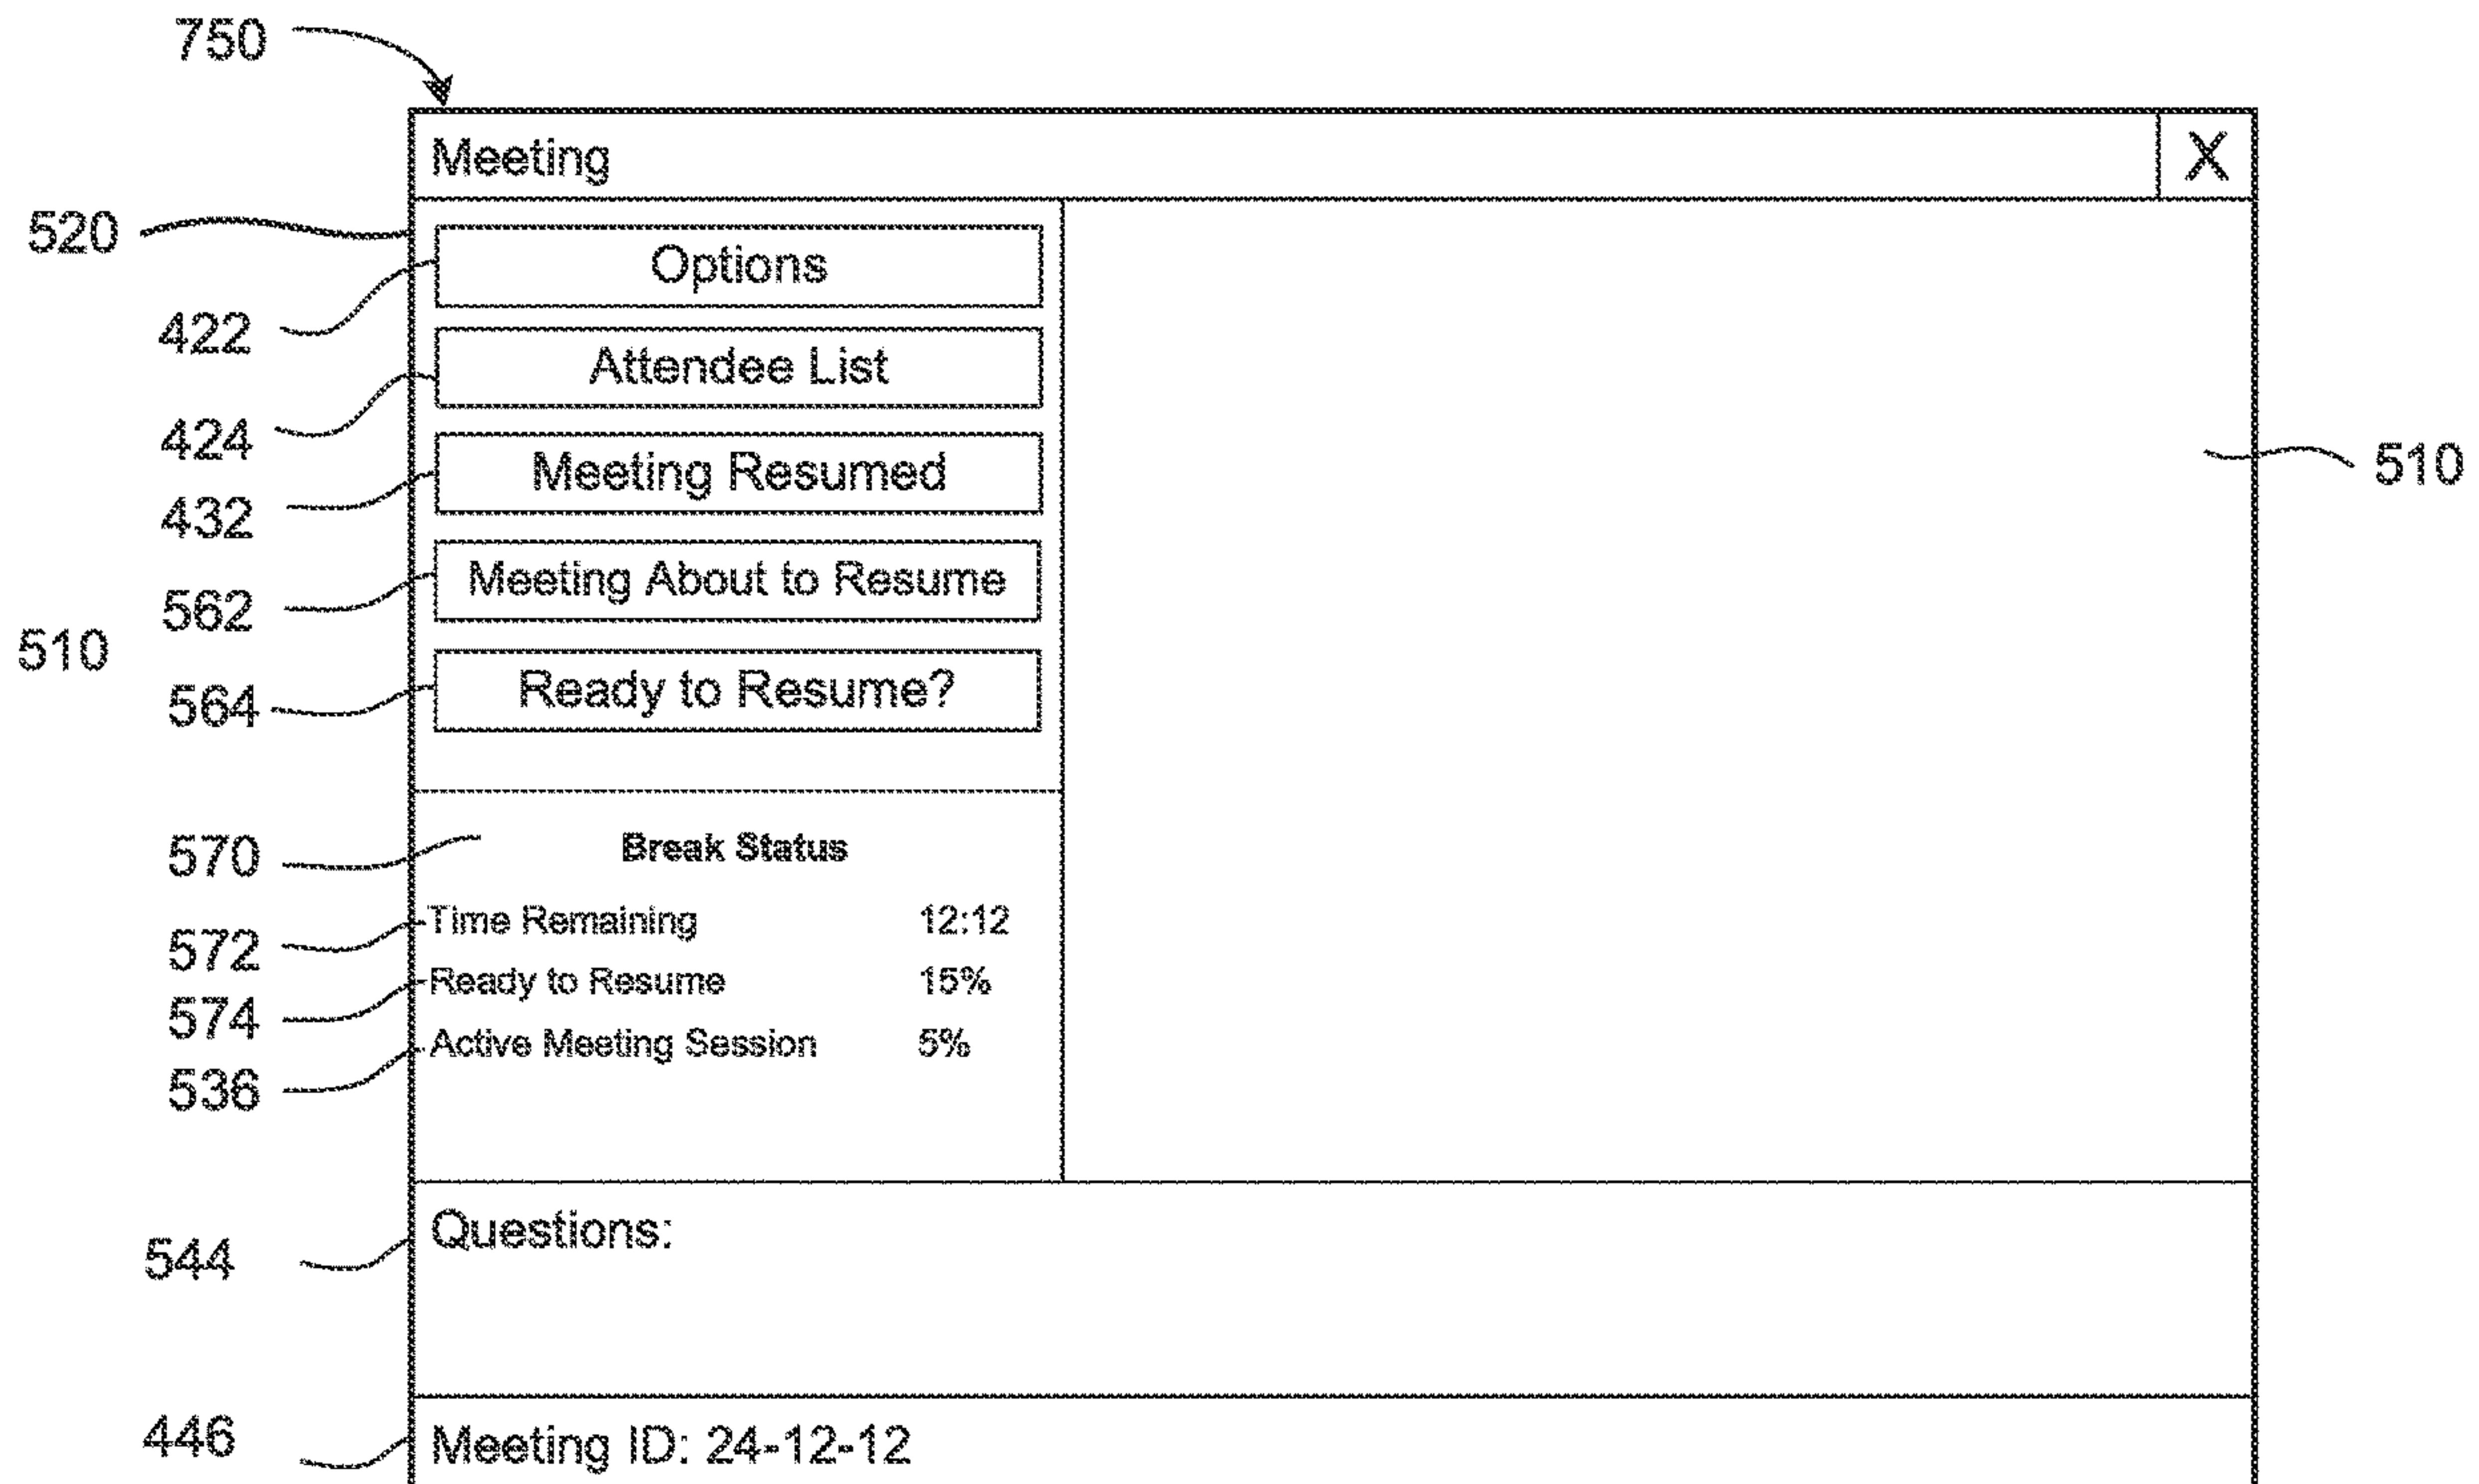 750
Meeting X
520
Options
422
Attendee List
424
Meeting Resumed
510
432
Meeting About to Resume
562
510
Ready to Resume?
564
570
Break Status
Time Remaining 12:12
572
Ready to Resume 15%
574
Active Meeting Session 5%
536
Questions:
544
446
Meeting ID: 24-12-12